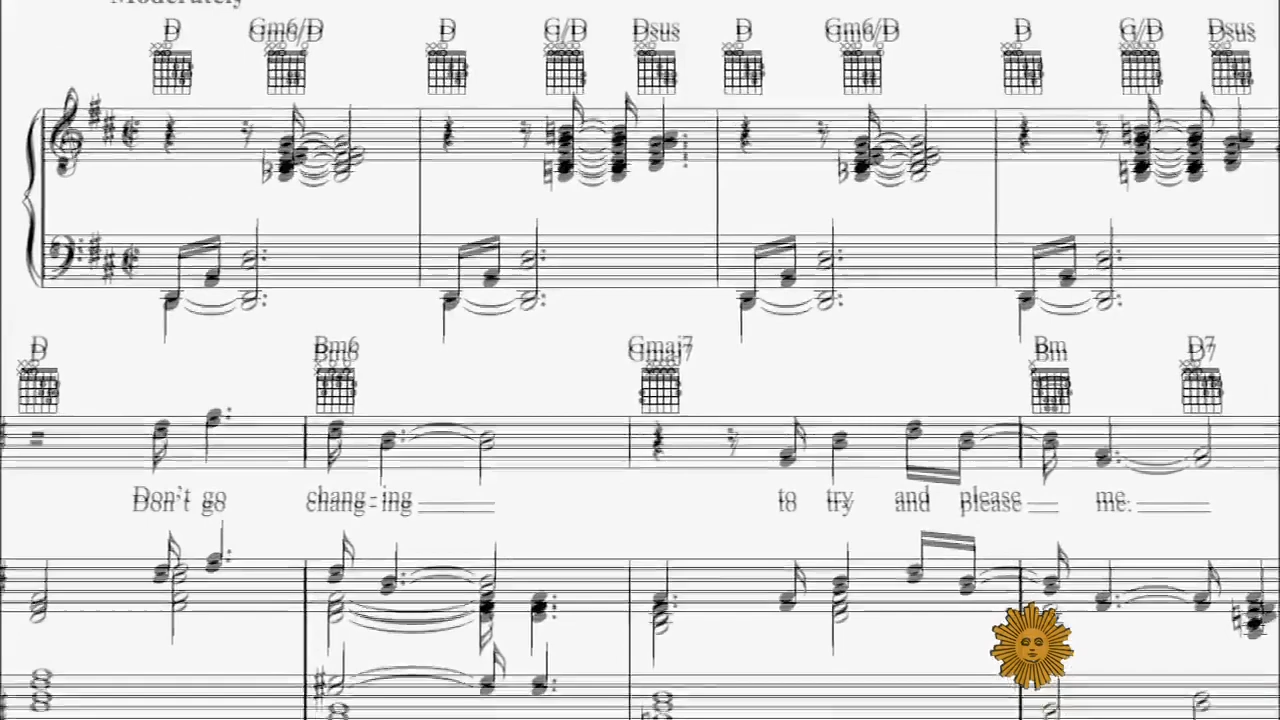 Moderately
D Gm6/D D G/D Dsus D Gm6/D D G/D Dsus
D Bm6 Gmaj7 Bm D7
Don't go chang - ing to try and please me.